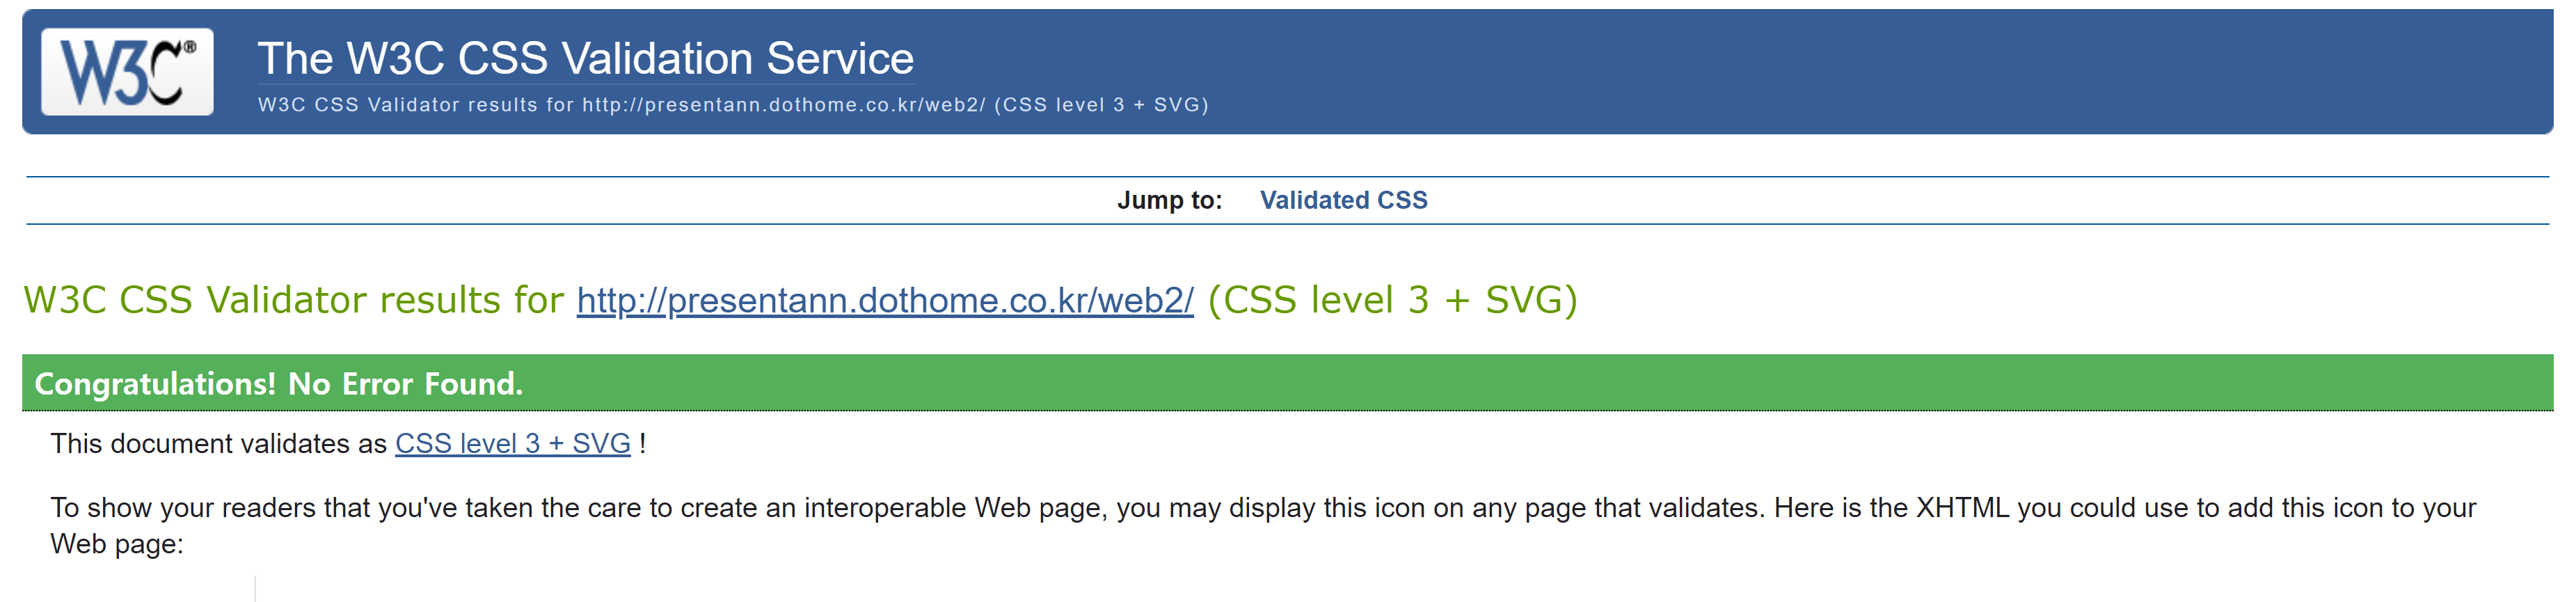 W3C®
The W3C CSS Validation Service
W3C CSS Validator results for http://presentann.dothome.co.kr/web2/ (CSS level 3 + SVG)
Jump to: Validated CSS
W3C CSS Validator results for http://presentann.dothome.co.kr/web2/ (CSS level 3 + SVG)
Congratulations! No Error Found.
This document validates as CSS level 3 + SVG !
To show your readers that you've taken the care to create an interoperable Web page, you may display this icon on any page that validates. Here is the XHTML you could use to add this icon to your
Web page: